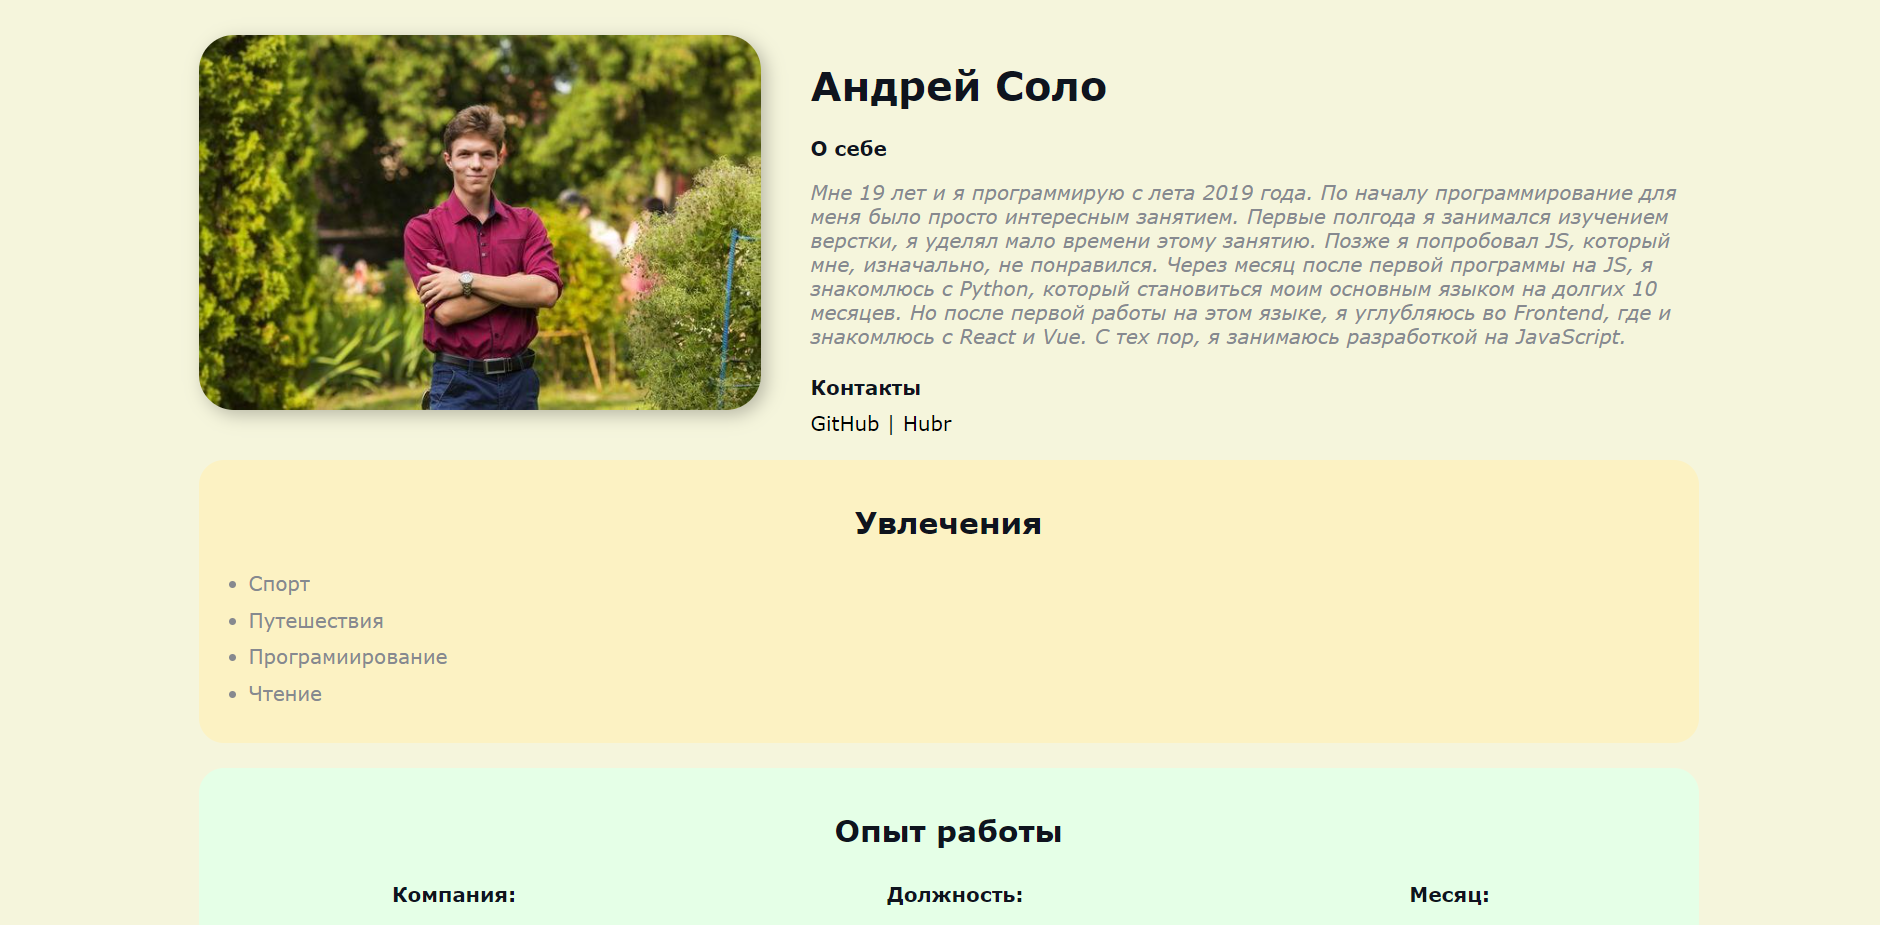 Андрей Соло
О себе
Мне 19 лет и я программирую с лета 2019 года. По началу программирование для
меня было просто интересным занятием. Первые полгода я занимался изучением
верстки, я уделял мало времени этому занятию. Позже я попробовал JS, который
мне, изначально, не понравился. Через месяц после первой программы на JS, я
знакомлюсь с Python, который становиться моим основным языком на долгих 10
месяцев. Но после первой работы на этом языке, я углубляюсь во Frontend, где и
знакомлюсь с React и Vue. С тех пор, я занимаюсь разработкой на JavaScript.
Контакты
GitHub | Hubr
Увлечения
• Спорт
• Путешествия
• Програмиирование
• Чтение
Опыт работы
Компания: Должность: Месяц: